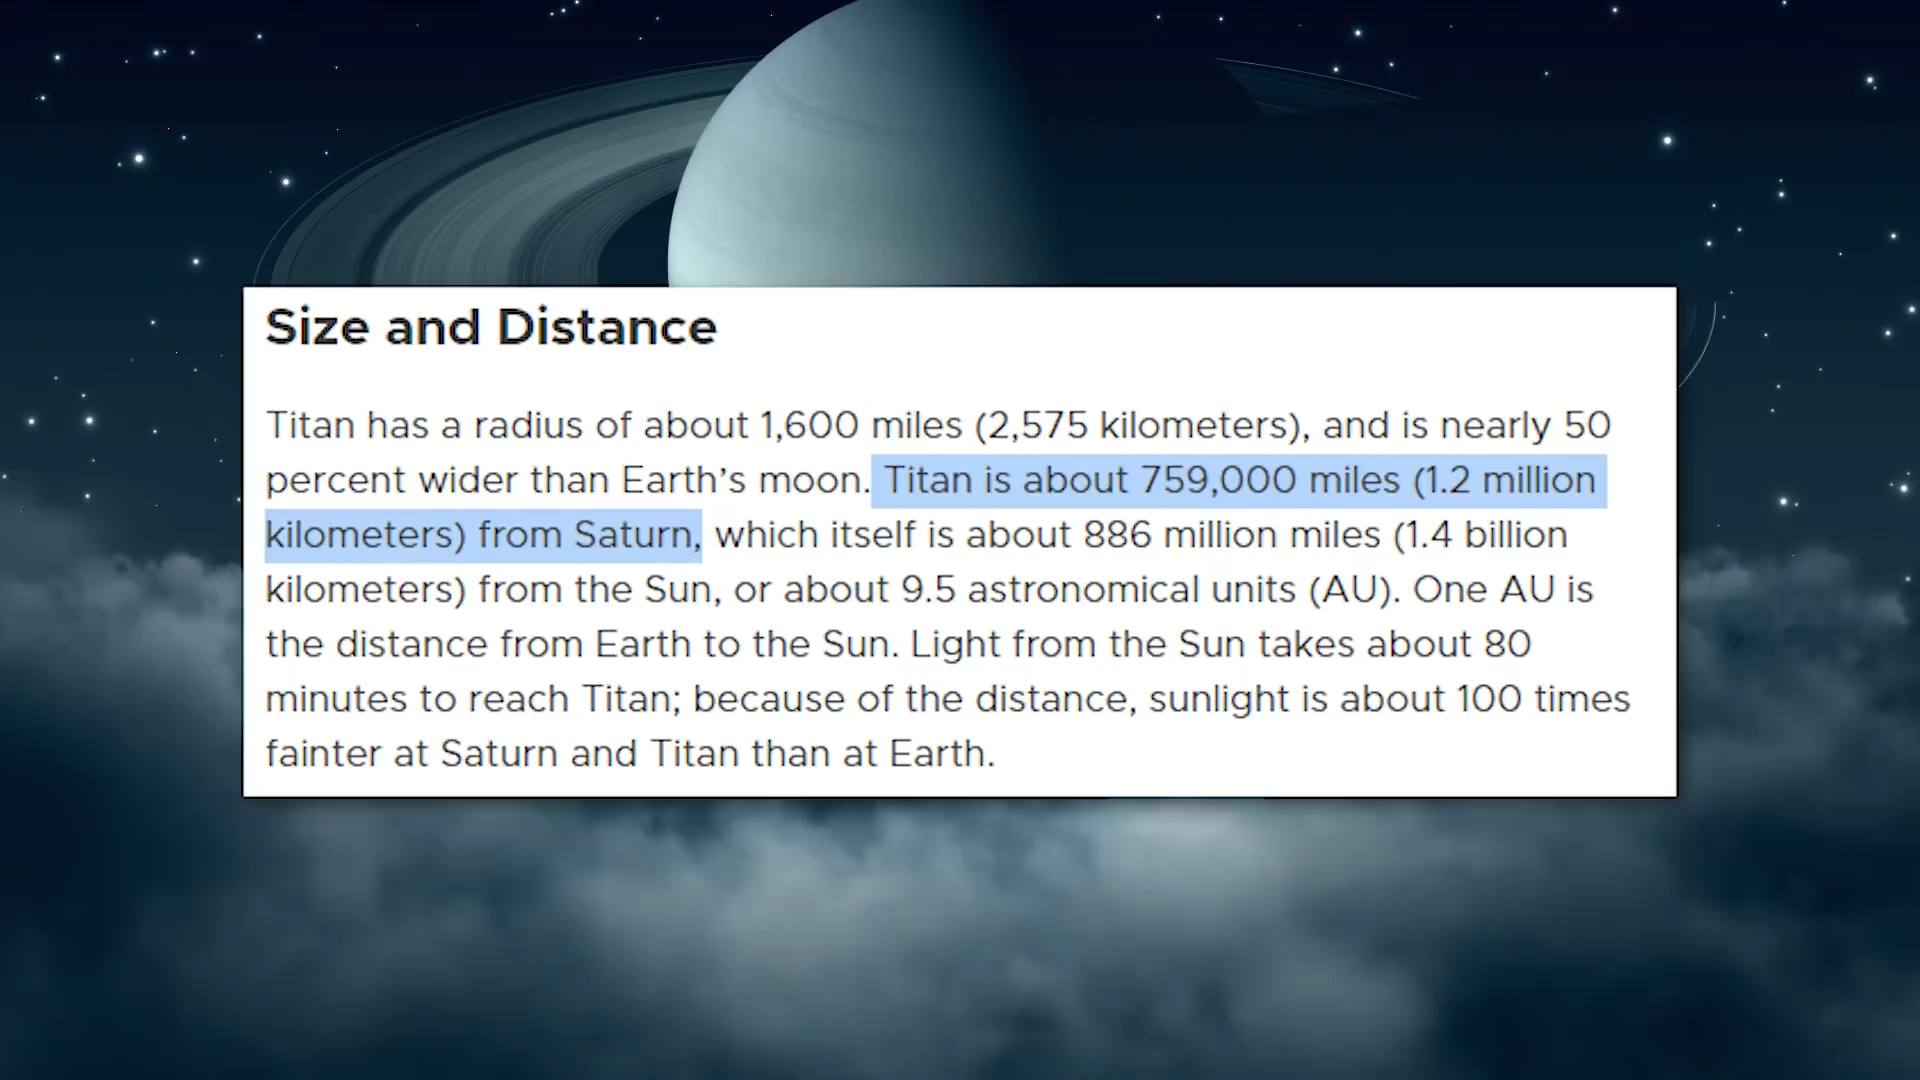 Size and Distance
Titan has a radius of about 1,600 miles (2,575 kilometers), and is nearly 50
percent wider than Earth’s moon. Titan is about 759,000 miles (1.2 million
kilometers) from Saturn, which itself is about 886 million miles (1.4 billion
kilometers) from the Sun, or about 9.5 astronomical units (AU). One AU is
the distance from Earth to the Sun. Light from the Sun takes about 80
minutes to reach Titan; because of the distance, sunlight is about 100 times
fainter at Saturn and Titan than at Earth.